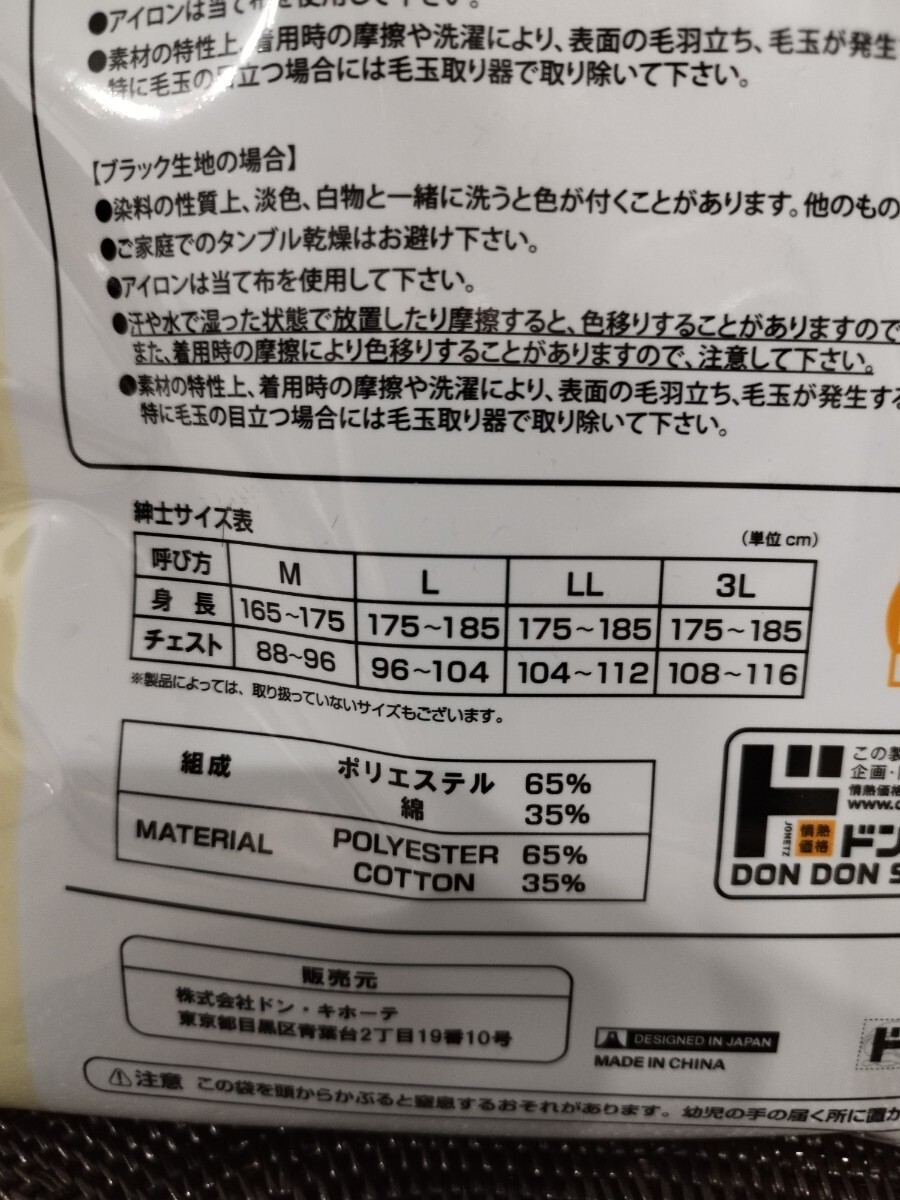 ●アイロンは当て布を使用して下さい。
●素材の特性上、着用時の摩擦や洗濯により、表面の毛羽立ち、毛玉が発生
特に毛玉の目立つ場合には毛玉取り器で取り除いて下さい。
【ブラック生地の場合】
●染料の性質上、淡色、白物と一緒に洗うと色が付くことがあります。他のもの
●ご家庭でのタンブル乾燥はお避け下さい。
●アイロンは当て布を使用して下さい。
●汗や水で湿った状態で放置したり摩擦すると、色移りすることがありますので
また、着用時の摩擦により色移りすることがありますので、注意して下さい。
●素材の特性上、着用時の摩擦や洗濯により、表面の毛羽立ち、毛玉が発生する
特に毛玉の目立つ場合には毛玉取り器で取り除いて下さい。
紳士サイズ表 (単位 cm)
呼び方 M L LL 3L
身長 165~175 175~185 175~185 175~185
チェスト 88~96 96~104 104~112 108~116
※製品によっては、取り扱っていないサイズもございます。
組成 ポリエステル 65%
綿 35%
MATERIAL POLYESTER 65%
COTTON 35%
ド
この製
企画・
情熱価格
www.d
JONETZ
情熱
価格
ドン
DON DON S
販売元
株式会社ドン・キホーテ
東京都目黒区青葉台2丁目19番10号
DESIGNED IN JAPAN
MADE IN CHINA
ド
⚠注意 この袋を頭からかぶると窒息するおそれがあります。幼児の手の届く所に置か